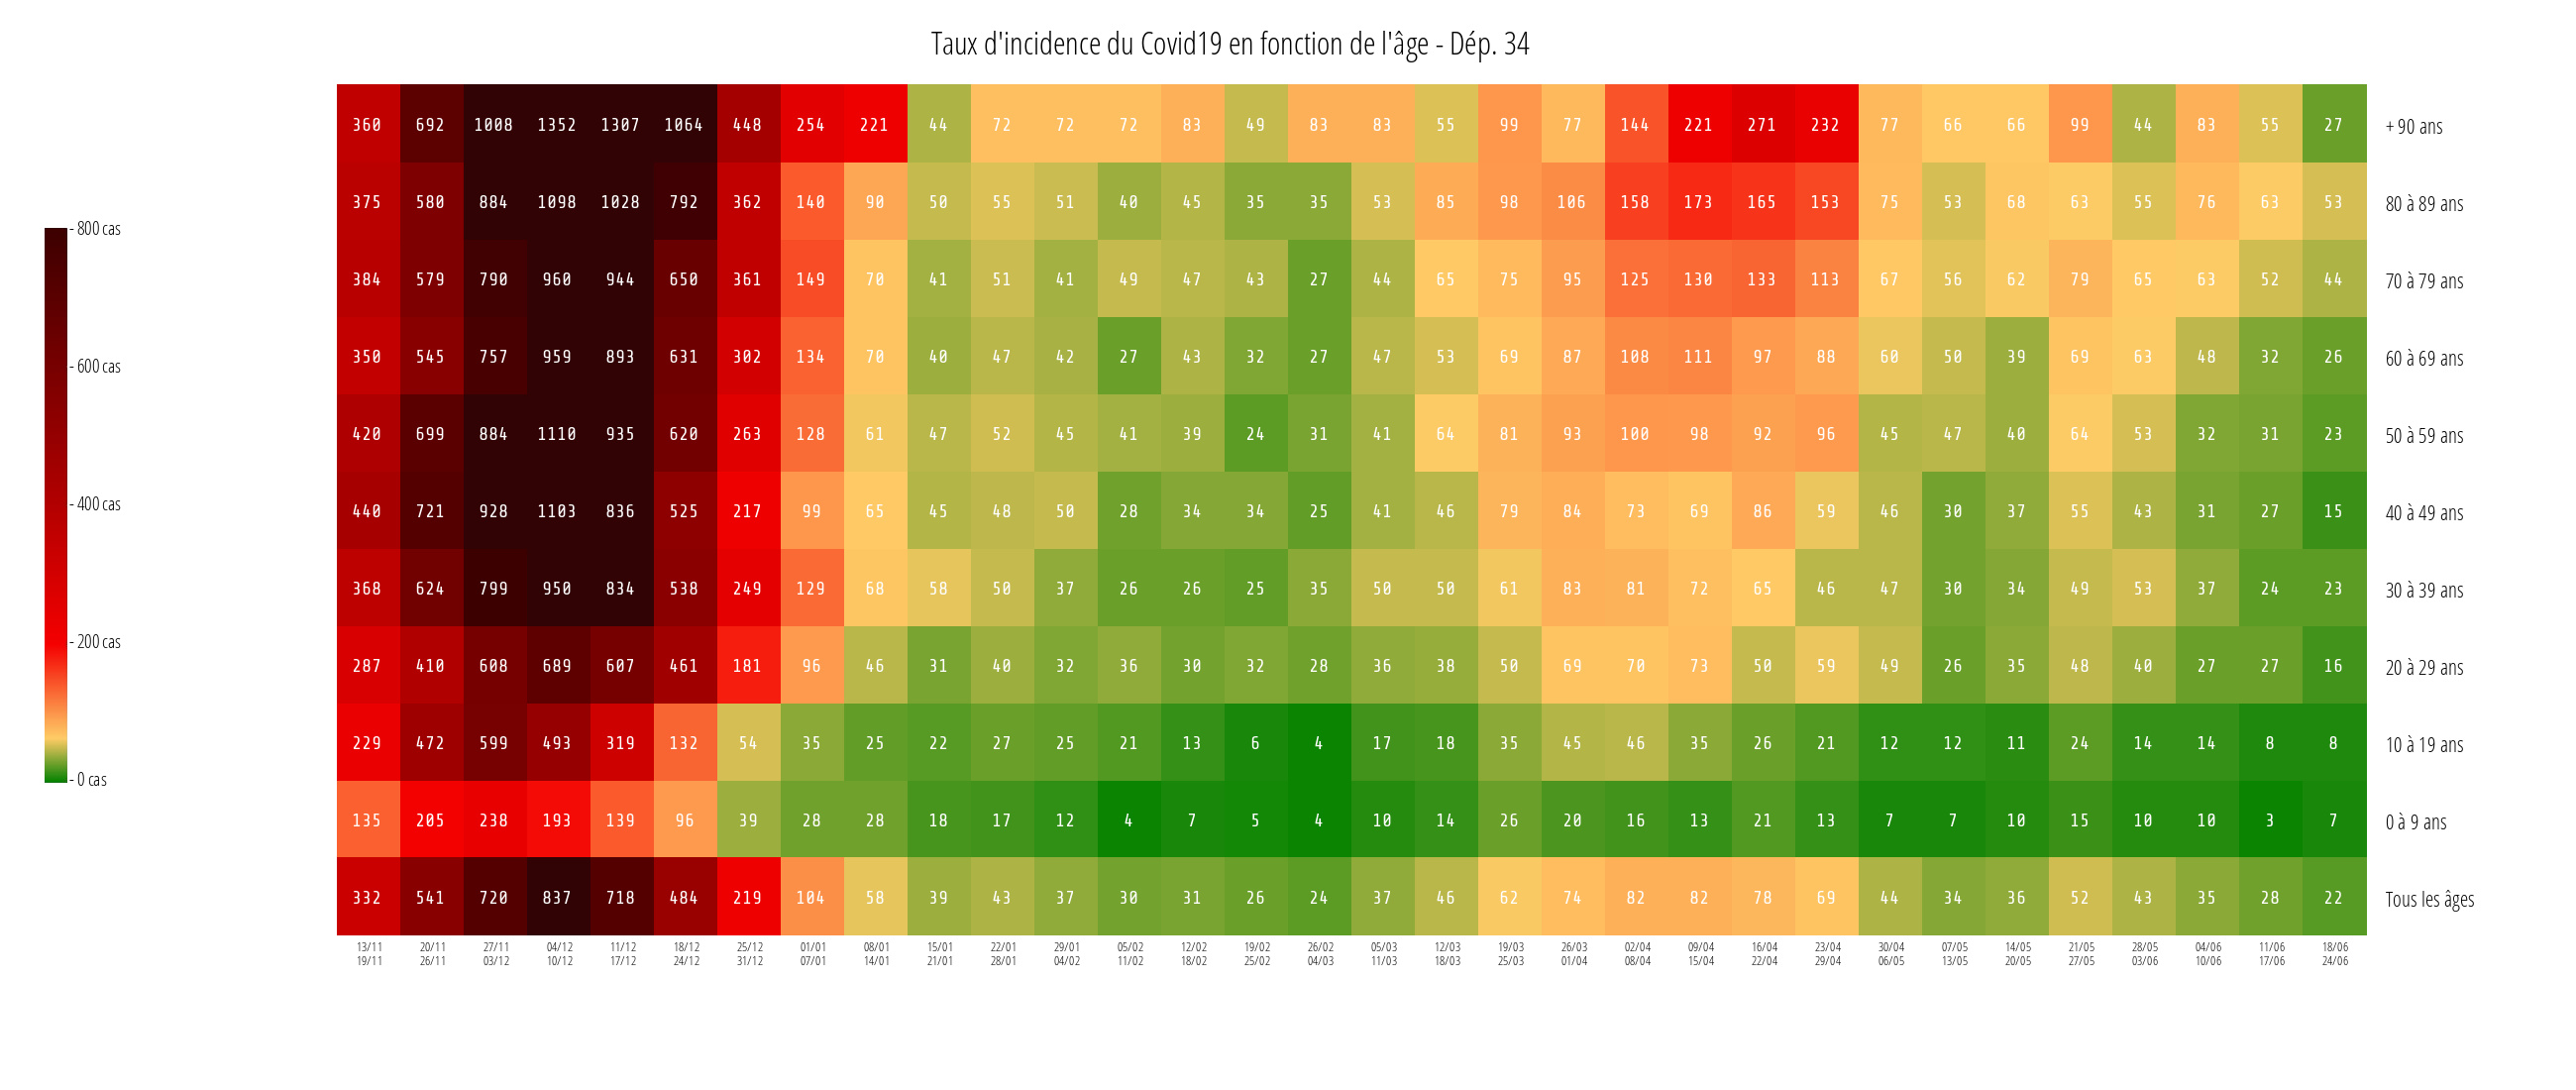 Taux d'incidence du Covid19 en fonction de l'âge - Dép. 34
360 692 1008 1352 1307 1064 448 254 221 44 72 72 72 83 49 83 83 55 99 77 144 221 271 232 77 66 66 99 44 83 55 27 + 90 ans
375 580 884 1098 1028 792 362 140 90 50 55 51 40 45 35 35 53 85 98 106 158 173 165 153 75 53 68 63 55 76 63 53 80 à 89 ans
384 579 790 960 944 650 361 149 70 41 51 41 49 47 43 27 44 65 75 95 125 130 133 113 67 56 62 79 65 63 52 44 70 à 79 ans
350 545 757 959 893 631 302 134 70 40 47 42 27 43 32 27 47 53 69 87 108 111 97 88 60 50 39 69 63 48 32 26 60 à 69 ans
420 699 884 1110 935 620 263 128 61 47 52 45 41 39 24 31 41 64 81 93 100 98 92 96 45 47 40 64 53 32 31 23 50 à 59 ans
440 721 928 1103 836 525 217 99 65 45 48 50 28 34 34 25 41 46 79 84 73 69 86 59 46 30 37 55 43 31 27 15 40 à 49 ans
368 624 799 950 834 538 249 129 68 58 50 37 26 26 25 35 50 50 61 83 81 72 65 46 47 30 34 49 53 37 24 23 30 à 39 ans
287 410 608 689 607 461 181 96 46 31 40 32 36 30 32 28 36 38 50 69 70 73 50 59 49 26 35 48 40 27 27 16 20 à 29 ans
229 472 599 493 319 132 54 35 25 22 27 25 21 13 6 4 17 18 35 45 46 35 26 21 12 12 11 24 14 14 8 8 10 à 19 ans
135 205 238 193 139 96 39 28 28 18 17 12 4 7 5 4 10 14 26 20 16 13 21 13 7 7 10 15 10 10 3 7 0 à 9 ans
332 541 720 837 718 484 219 104 58 39 43 37 30 31 26 24 37 46 62 74 82 82 78 69 44 34 36 52 43 35 28 22 Tous les âges
13/11 20/11 27/11 04/12 11/12 18/12 25/12 01/01 08/01 15/01 22/01 29/01 05/02 12/02 19/02 26/02 05/03 12/03 19/03 26/03 02/04 09/04 16/04 23/04 30/04 07/05 14/05 21/05 28/05 04/06 11/06 18/06
19/11 26/11 03/12 10/12 17/12 24/12 31/12 07/01 14/01 21/01 28/01 04/02 11/02 18/02 25/02 04/03 11/03 18/03 25/03 01/04 08/04 15/04 22/04 29/04 06/05 13/05 20/05 27/05 03/06 10/06 17/06 24/06
- 800 cas
- 600 cas
- 400 cas
- 200 cas
- 0 cas